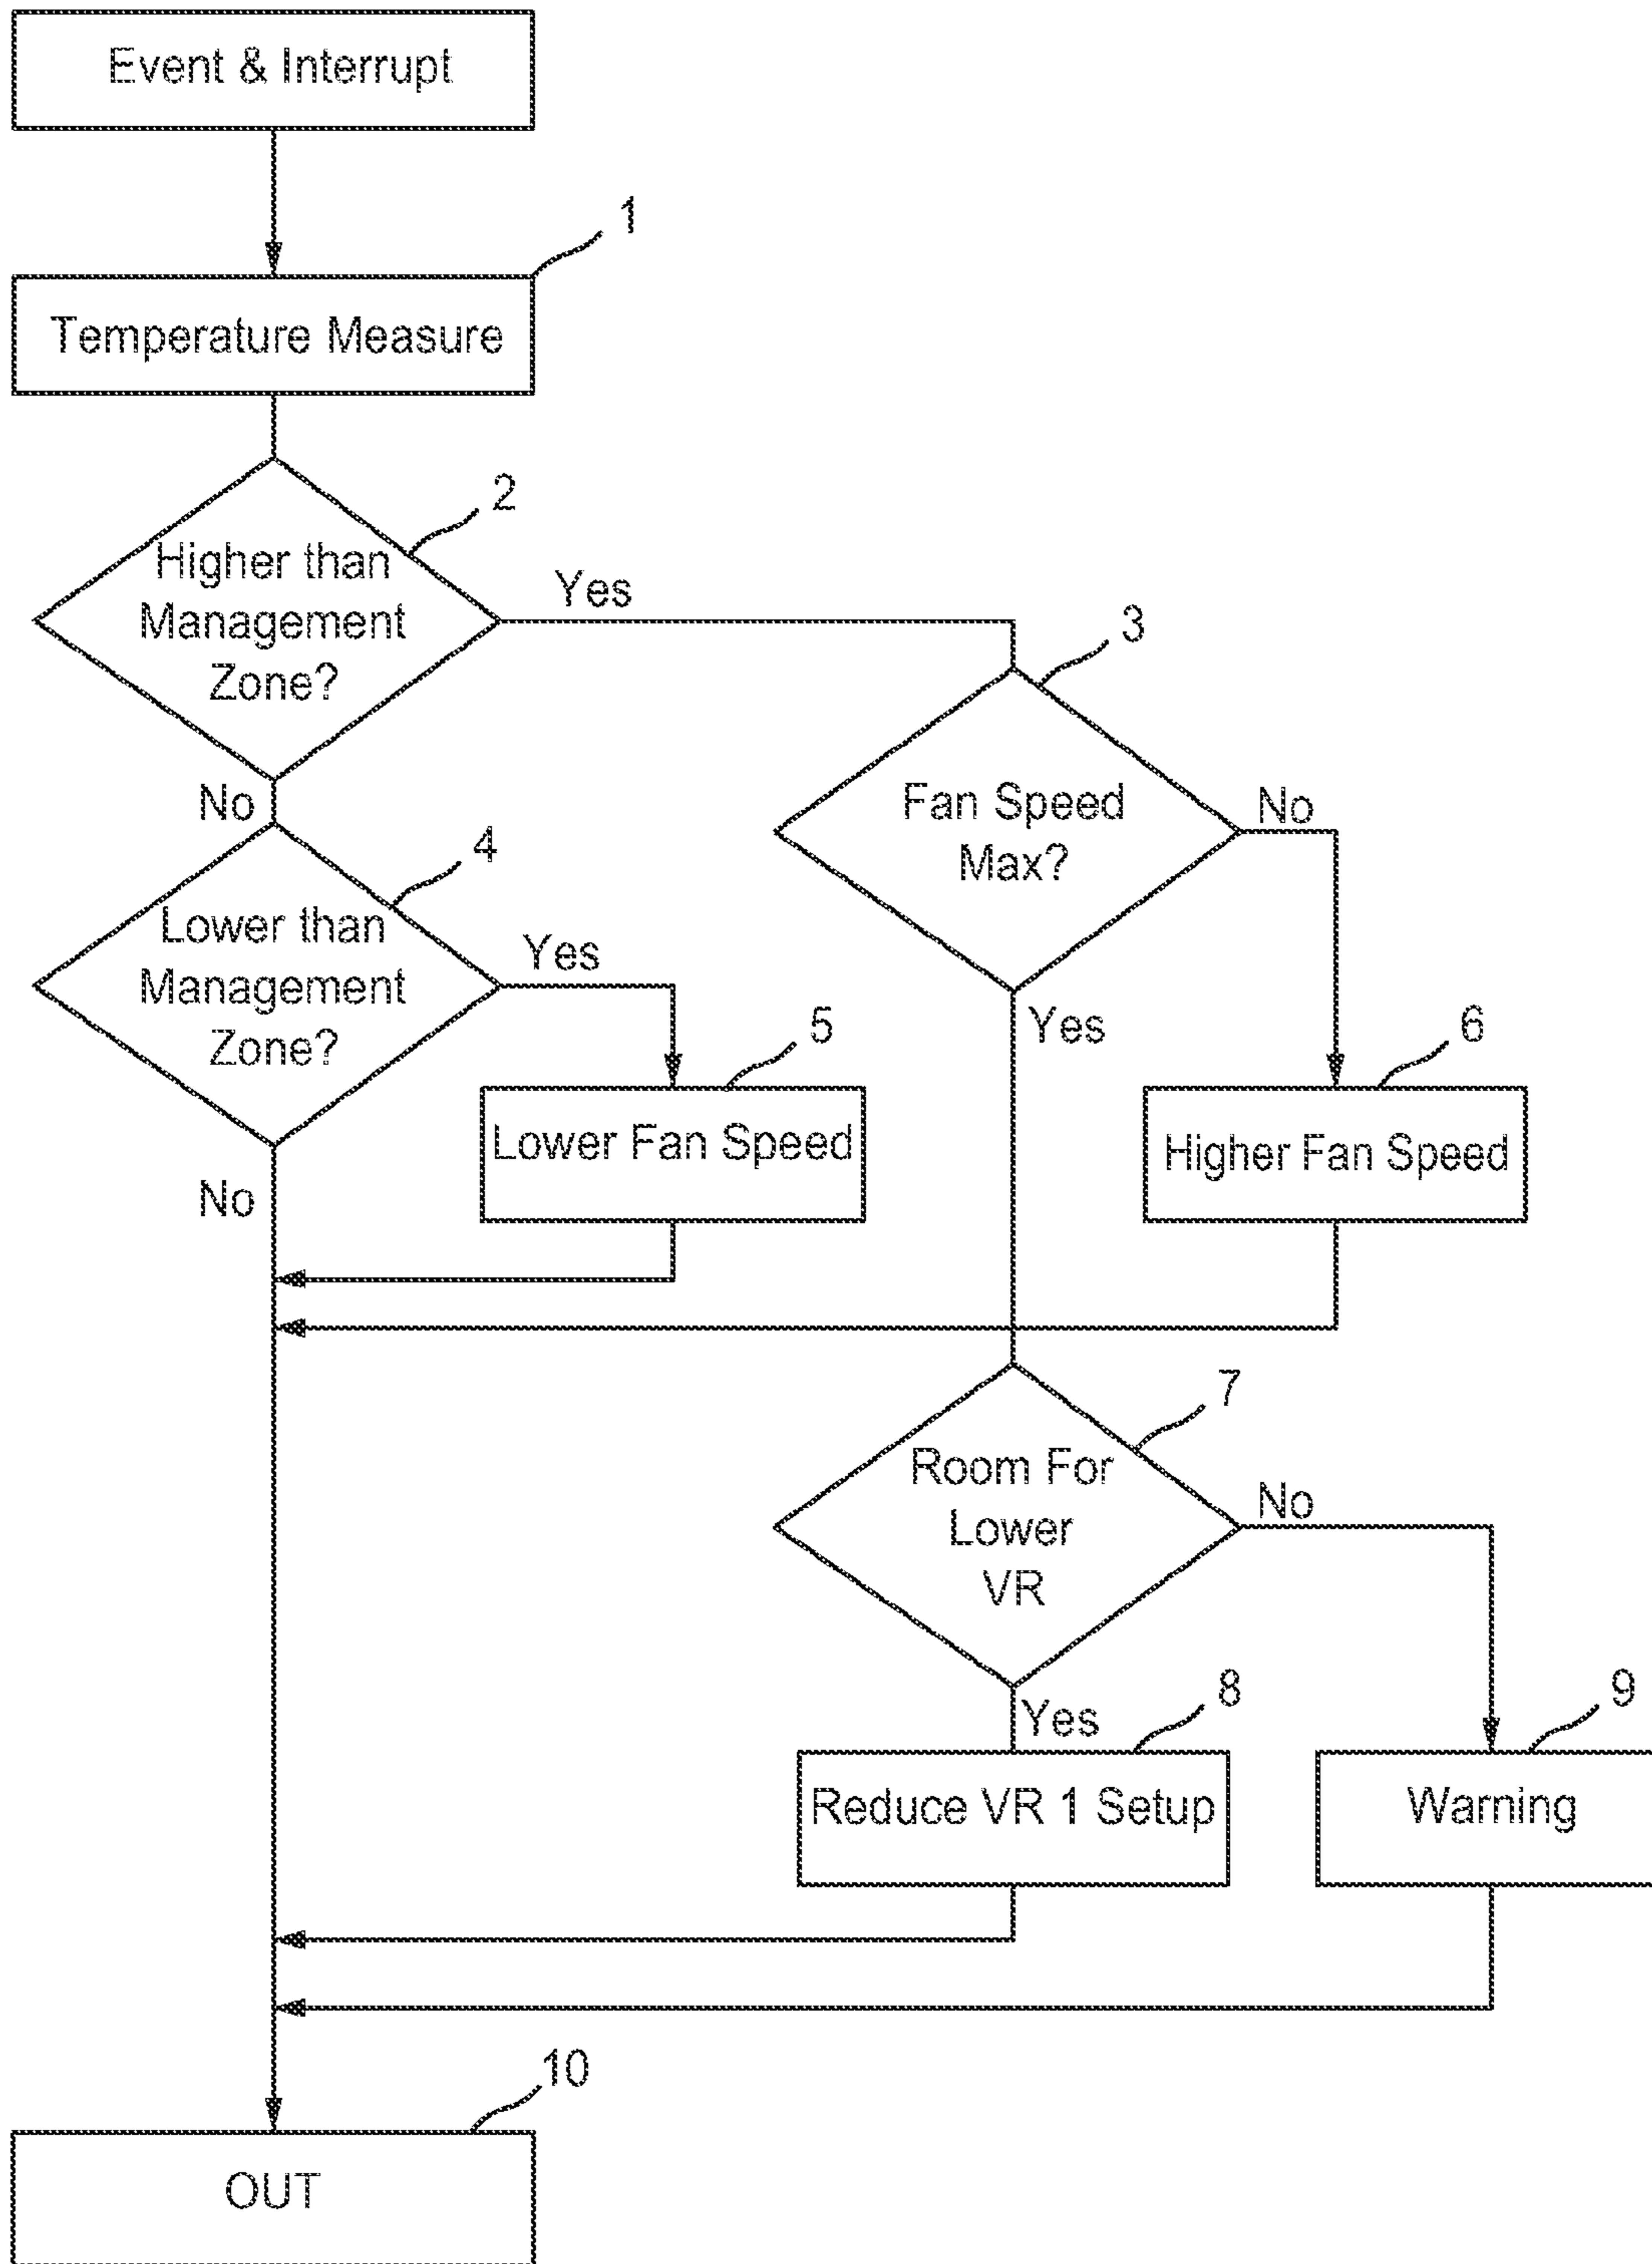 Event & Interrupt
1
Temperature Measure
2
Higher than
Management
Zone?
Yes
3
No
Fan Speed
Max?
No
4
Lower than
Management
Zone?
Yes
Yes
5
6
Lower Fan Speed
Higher Fan Speed
No
7
Room For
Lower
VR
No
Yes
8
9
Reduce VR 1 Setup
Warning
10
OUT